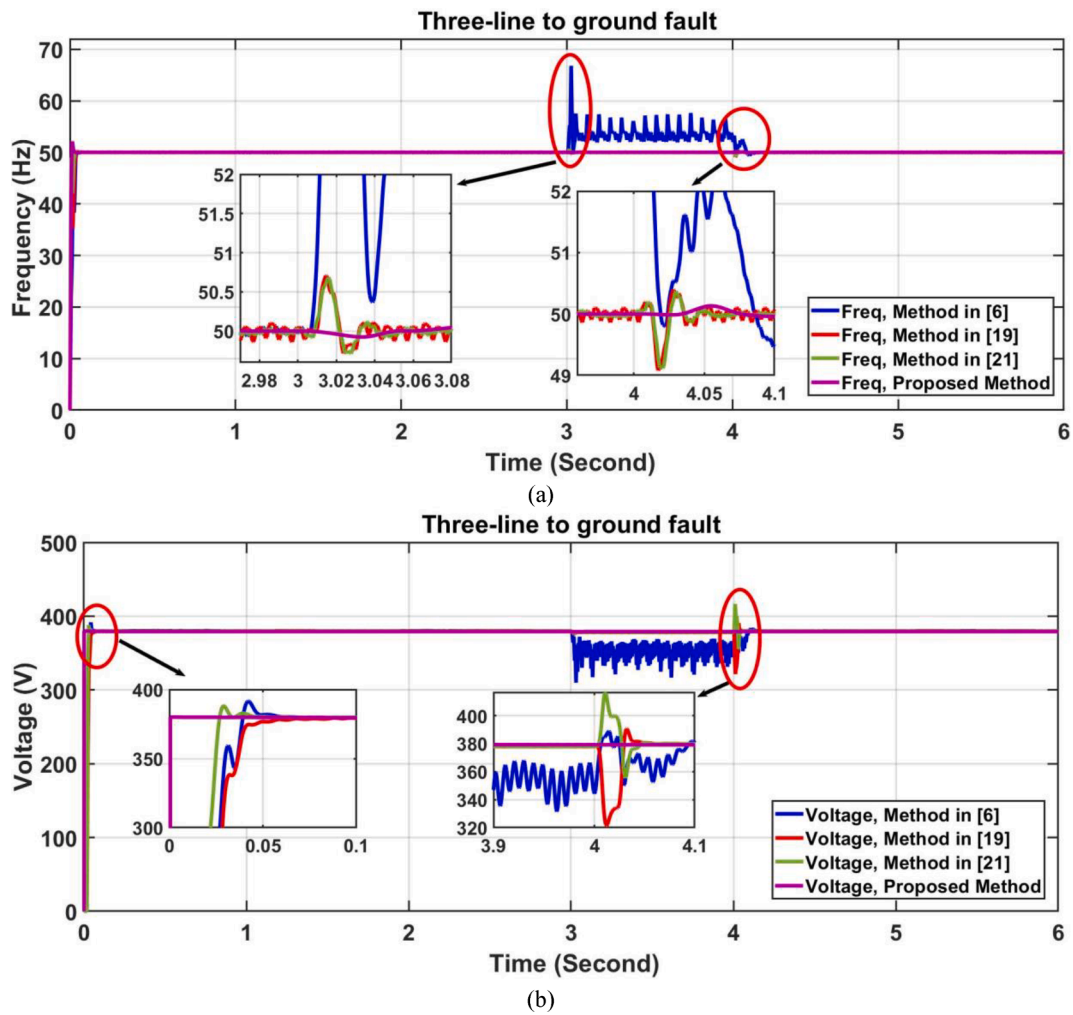 Three-line to ground fault
70
60
50
40
30
20
10
0
Frequency (Hz)
52
51.5
51
50.5
50
2.98 3 3.02 3.04 3.06 3.08
52
51
50
49
4 4.05 4.1
Freq, Method in [6]
Freq, Method in [19]
Freq, Method in [21]
Freq, Proposed Method
0 1 2 3 4 5 6
Time (Second)
(a)
Three-line to ground fault
500
400
300
200
100
0
Voltage (V)
400
350
300
0 0.05 0.1
400
380
360
340
320
3.9 4 4.1
Voltage, Method in [6]
Voltage, Method in [19]
Voltage, Method in [21]
Voltage, Proposed Method
0 1 2 3 4 5 6
Time (Second)
(b)